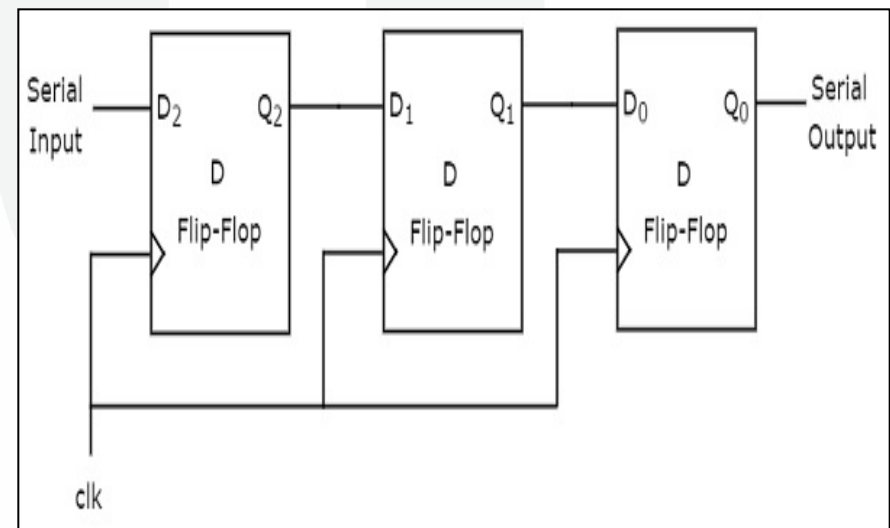 Serial
Input
D₂
Q₂
D
Flip-Flop
D₁
Q₁
D
Flip-Flop
D₀
Q₀
D
Flip-Flop
Serial
Output
clk